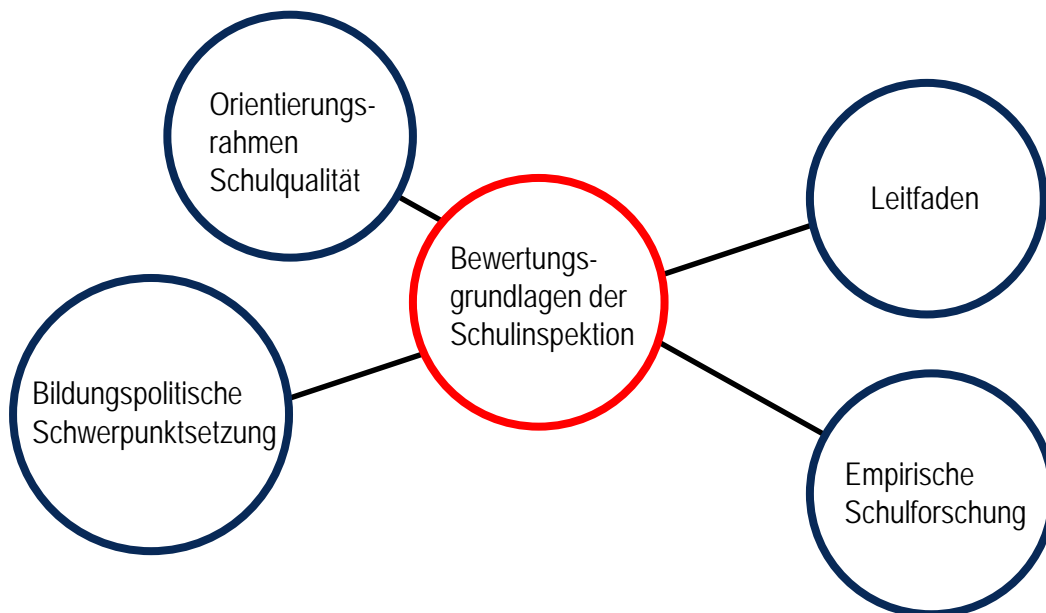 Orientierungs-
rahmen
Schulqualität
Leitfaden
Bewertungs-
grundlagen der
Schulinspektion
Bildungspolitische
Schwerpunktsetzung
Empirische
Schulforschung